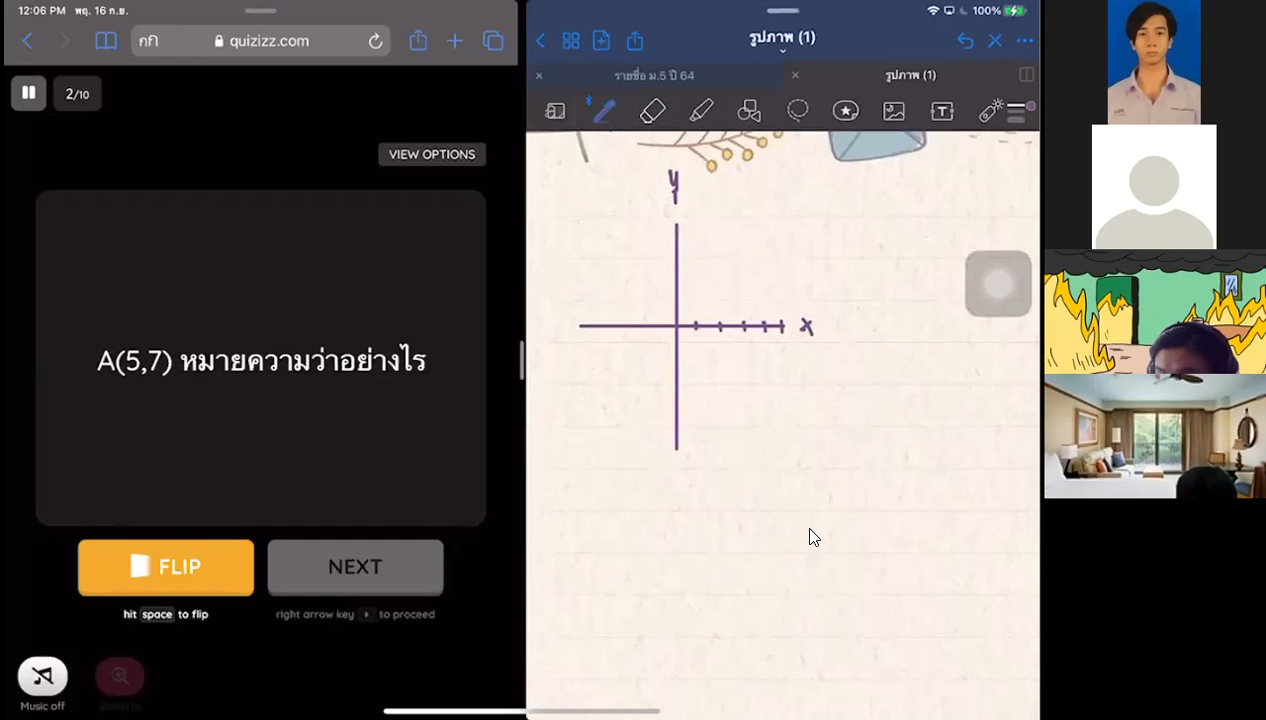 12:06 PM พฤ. 16 ก.ย.
100%
กก
quizizz.com
รูปภาพ (1)
รายชื่อ ม.5 ปี 64
รูปภาพ (1)
2/10
VIEW OPTIONS
A(5,7) หมายความว่าอย่างไร
y
x
FLIP
NEXT
hit space to flip
right arrow key to proceed
Music off